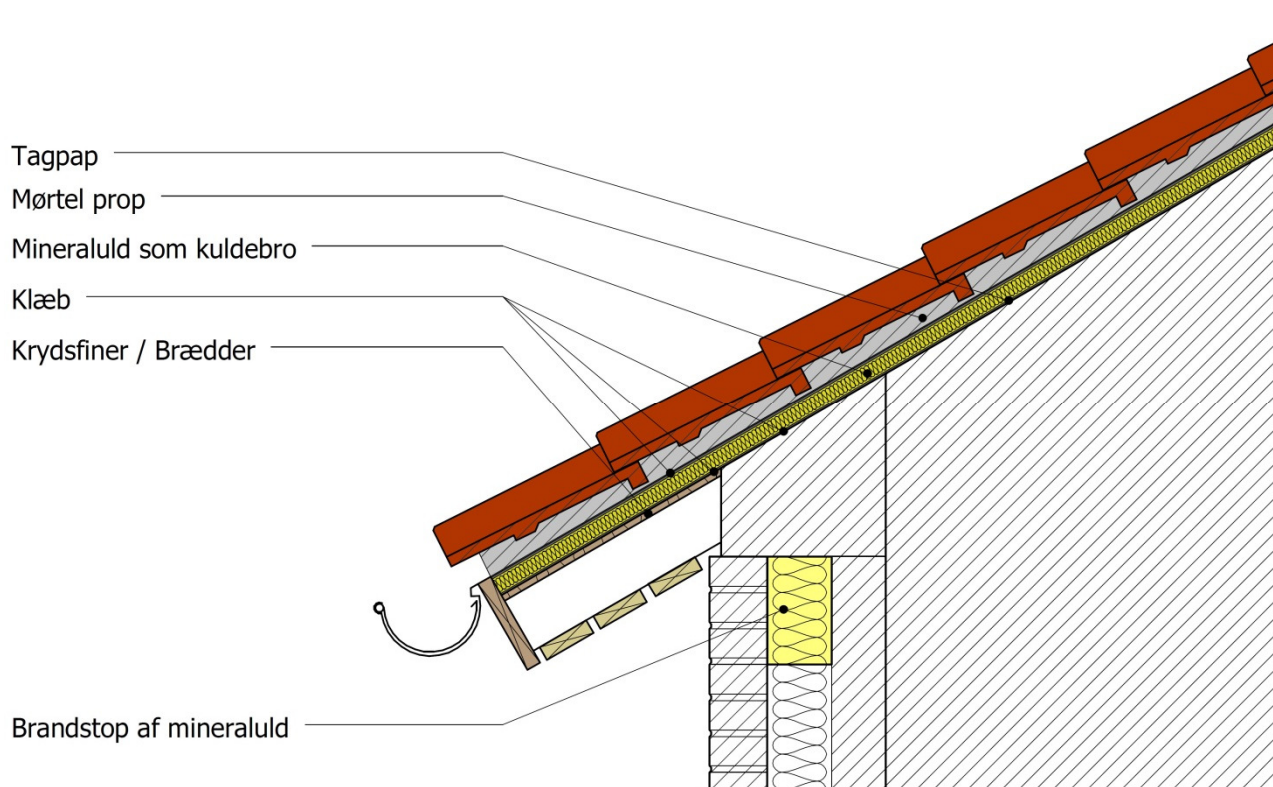 Tagpap
Mørtel prop
Mineraluld som kuldebro
Klæb
Krydsfiner / Brædder
Brandstop af mineraluld